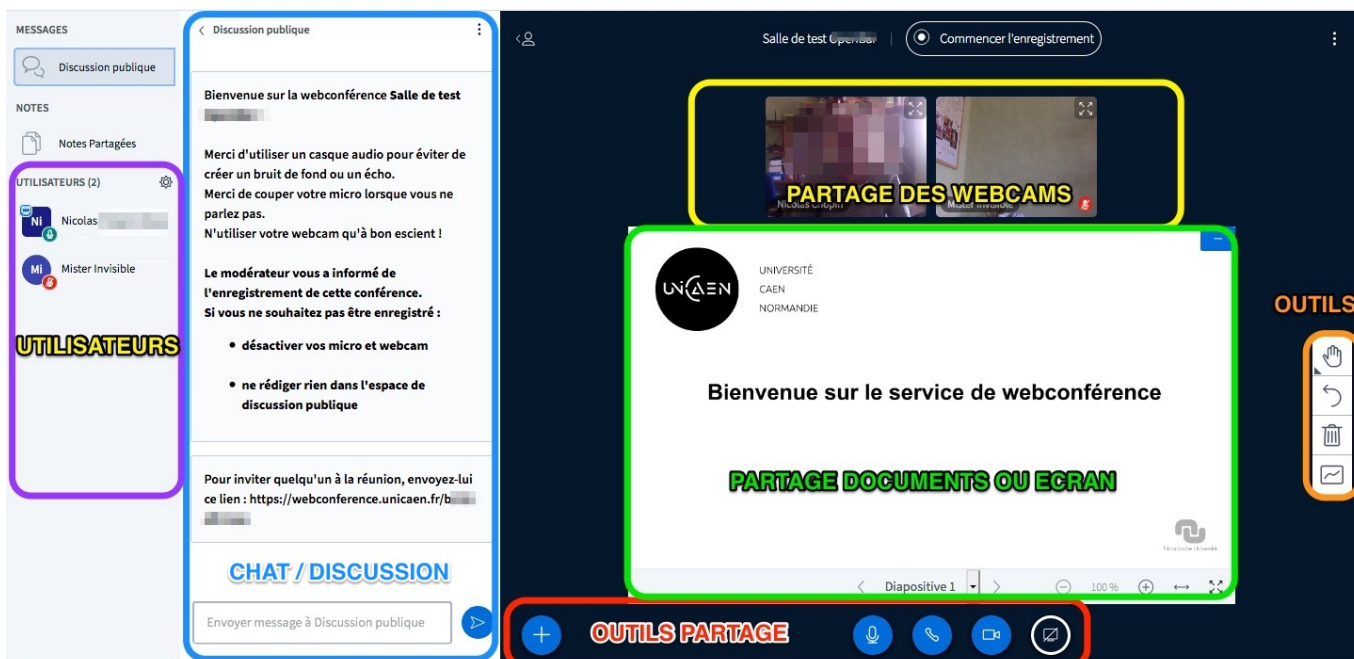 MESSAGES
Discussion publique
NOTES
Notes Partagées
UTILISATEURS (2)
Ni
Nicolas
Mi
Mister Invisible
UTILISATEURS
Discussion publique
Bienvenue sur la webconférence Salle de test
Merci d'utiliser un casque audio pour éviter de
créer un bruit de fond ou un écho.
Merci de couper votre micro lorsque vous ne
parlez pas.
N'utiliser votre webcam qu'à bon escient !
Le modérateur vous a informé de
l'enregistrement de cette conférence.
Si vous ne souhaitez pas être enregistré :
• désactiver vos micro et webcam
• ne rédiger rien dans l'espace de
discussion publique
Pour inviter quelqu'un à la réunion, envoyez-lui
ce lien : https://webconference.unicaen.fr/b
CHAT / DISCUSSION
Envoyer message à Discussion publique
Salle de test
Commencer l'enregistrement
PARTAGE DES WEBCAMS
Nicolas Chopin
Mister Invisible
UNICAEN
UNIVERSITÉ
CAEN
NORMANDIE
Bienvenue sur le service de webconférence
PARTAGE DOCUMENTS OU ECRAN
Normandie Université
Diapositive 1
100 %
OUTILS PARTAGE
OUTILS